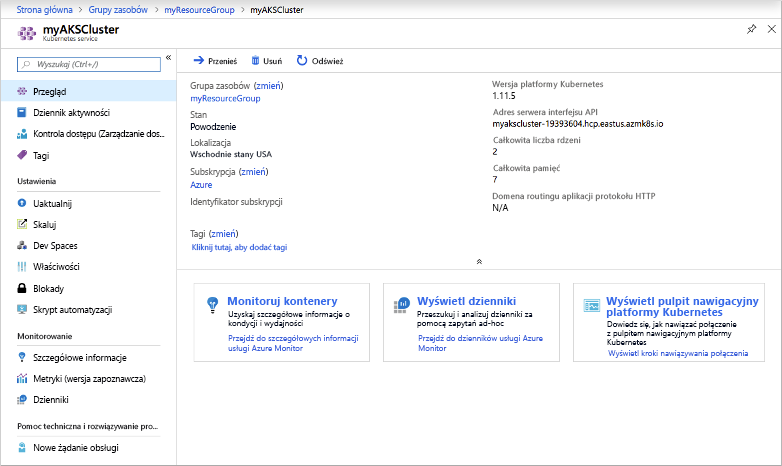 Strona główna > Grupy zasobów > myResourceGroup > myAKSCluster
myAKSCluster
Kubernetes service
Wyszukaj (Ctrl+/)
Przegląd
Dziennik aktywności
Kontrola dostępu (Zarządzanie dos...
Tagi
Ustawienia
Uaktualnij
Skaluj
Dev Spaces
Właściwości
Blokady
Skrypt automatyzacji
Monitorowanie
Szczegółowe informacje
Metryki (wersja zapoznawcza)
Dzienniki
Pomoc techniczna i rozwiązywanie pro...
Nowe żądanie obsługi
Przenieś Usuń Odśwież
Grupa zasobów (zmień)
myResourceGroup
Stan
Powodzenie
Lokalizacja
Wschodnie stany USA
Subskrypcja (zmień)
Azure
Identyfikator subskrypcji
Wersja platformy Kubernetes
1.11.5
Adres serwera interfejsu API
myakscluster-19393604.hcp.eastus.azmk8s.io
Całkowita liczba rdzeni
2
Całkowita pamięć
7
Domena routingu aplikacji protokołu HTTP
N/A
Tagi (zmień)
Kliknij tutaj, aby dodać tagi
Monitoruj kontenery
Uzyskaj szczegółowe informacje o
kondycji i wydajności
Przejdź do szczegółowych informacji
usługi Azure Monitor
Wyświetl dzienniki
Przeszukuj i analizuj dzienniki za
pomocą zapytań ad-hoc
Przejdź do dzienników usługi Azure
Monitor
Wyświetl pulpit nawigacyjny
platformy Kubernetes
Dowiedz się, jak nawiązać połączenie
z pulpitem nawigacyjnym platformy
Kubernetes
Wyświetl kroki nawiązywania połączenia